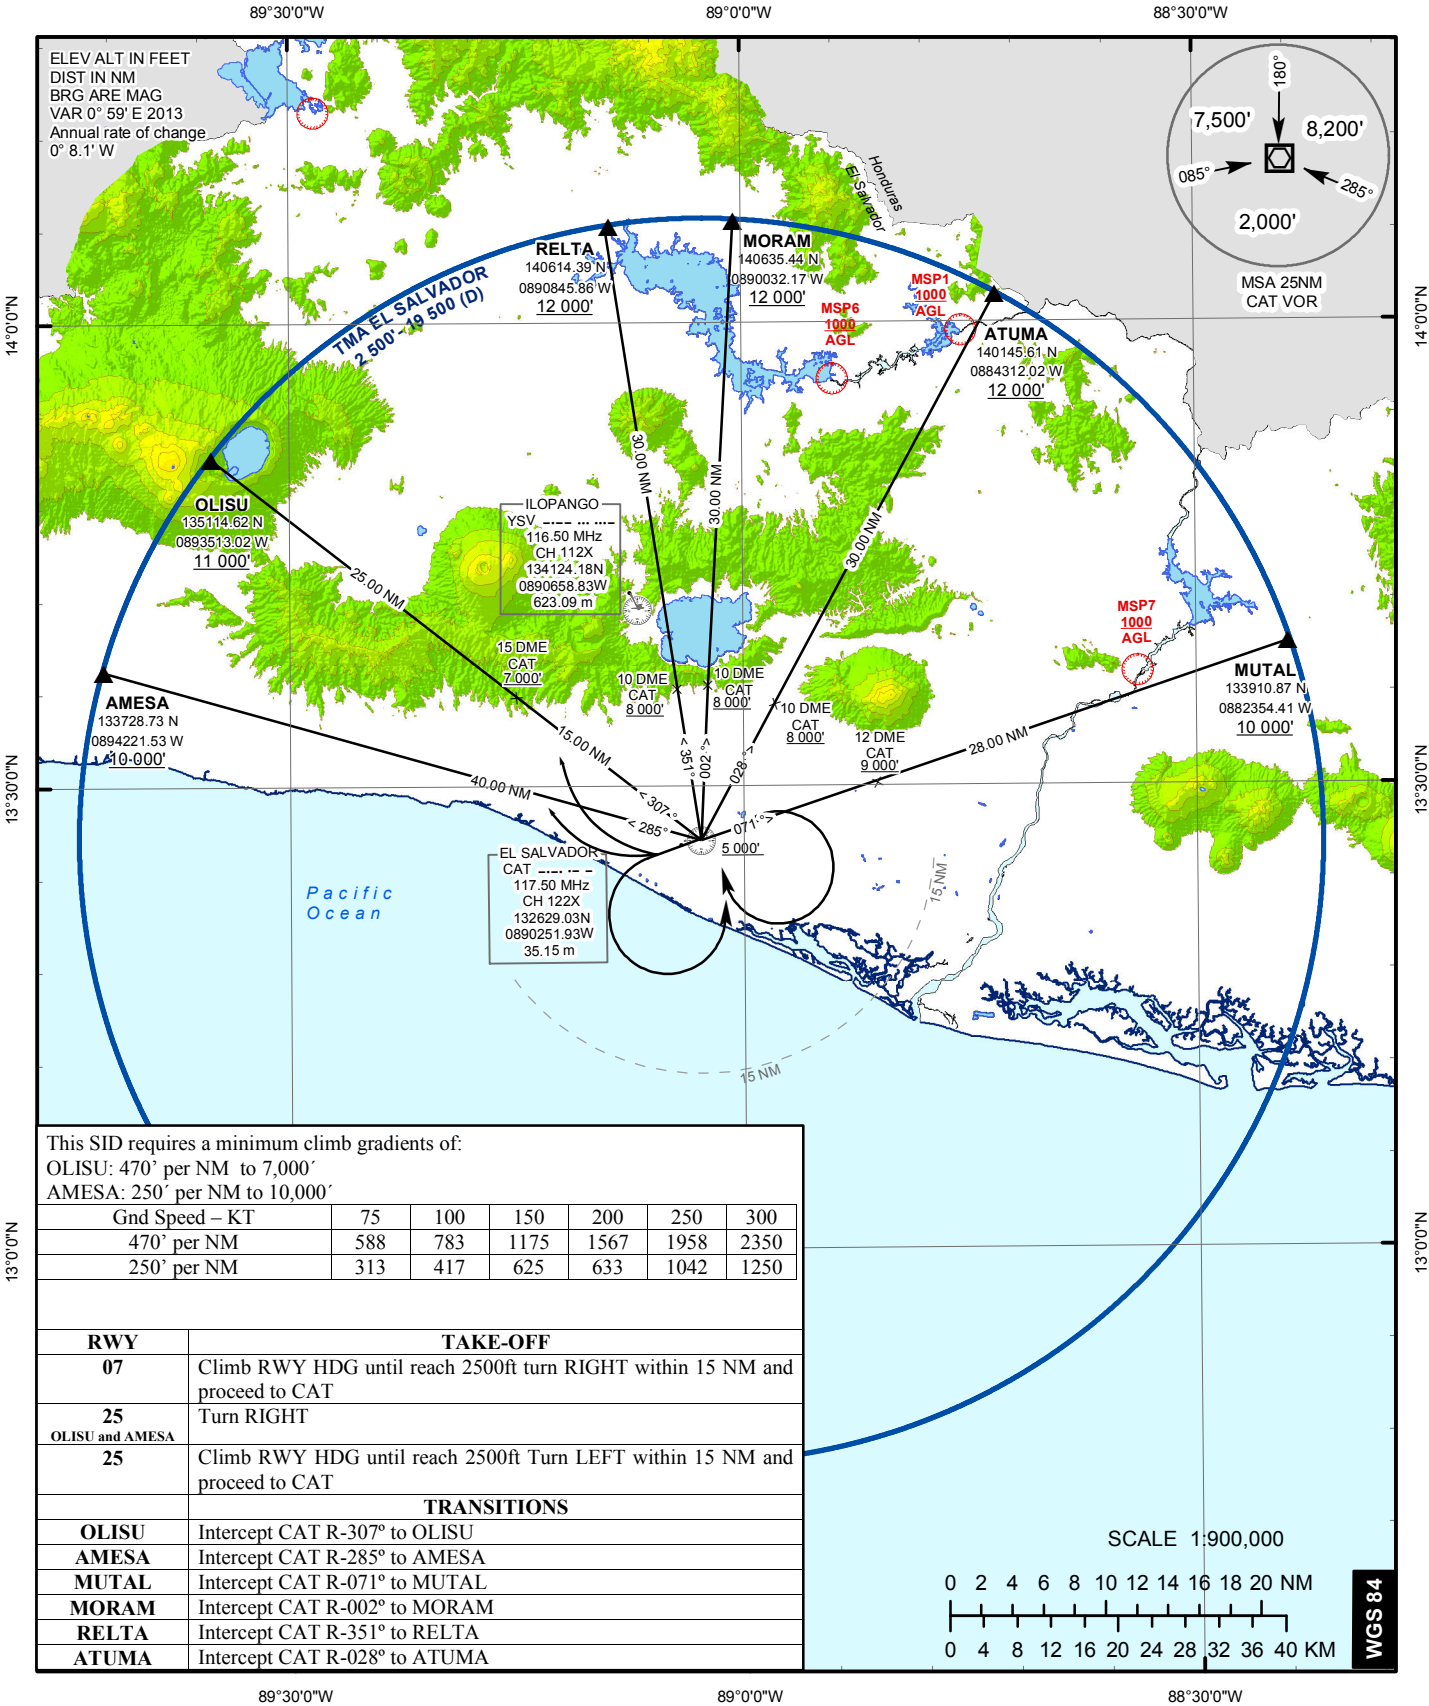 89°30'0"W 89°0'0"W 88°30'0"W
ELEV ALT IN FEET
DIST IN NM
BRG ARE MAG
VAR 0° 59' E 2013
Annual rate of change
0° 8.1' W
180°
7,500'
8,200'
085°
285°
2,000'
MSA 25NM
CAT VOR
Honduras
El Salvador
TMA EL SALVADOR
2 500' - 19 500 (D)
RELTA
140614.39 N
0890845.86 W
12 000'
MORAM
140635.44 N
0890032.17 W
12 000'
MSP1
1000
AGL
MSP6
1000
AGL
ATUMA
140145.61 N
0884312.02 W
12 000'
14°0'0"N
14°0'0"N
30.00 NM
30.00 NM
30.00 NM
OLISU
135114.62 N
0893513.02 W
11 000'
25.00 NM
ILOPANGO
YSV -.-- ... ...-
116.50 MHz
CH 112X
134124.18N
0890658.83W
623.09 m
MSP7
1000
AGL
15 DME
CAT
7 000'
10 DME
CAT
8 000'
10 DME
CAT
8 000'
10 DME
CAT
8 000'
12 DME
CAT
9 000'
MUTAL
133910.87 N
0882354.41 W
10 000'
AMESA
133728.73 N
0894221.53 W
10 000'
15.00 NM
28.00 NM
40.00 NM
< 351°
002° >
028° >
< 307°
< 285°
071° >
5 000'
13°30'0"N
13°30'0"N
EL SALVADOR
CAT -.-. .- -
117.50 MHz
CH 122X
132629.03N
0890251.93W
35.15 m
Pacific
Ocean
15 NM
15 NM
13°0'0"N
13°0'0"N
This SID requires a minimum climb gradients of:
OLISU: 470’ per NM to 7,000´
AMESA: 250´ per NM to 10,000´
Gnd Speed – KT 75 100 150 200 250 300
470’ per NM 588 783 1175 1567 1958 2350
250’ per NM 313 417 625 633 1042 1250
RWY TAKE-OFF
07 Climb RWY HDG until reach 2500ft turn RIGHT within 15 NM and
proceed to CAT
25 Turn RIGHT
OLISU and AMESA
25 Climb RWY HDG until reach 2500ft Turn LEFT within 15 NM and
proceed to CAT
TRANSITIONS
OLISU Intercept CAT R-307º to OLISU
AMESA Intercept CAT R-285º to AMESA
MUTAL Intercept CAT R-071º to MUTAL
MORAM Intercept CAT R-002º to MORAM
RELTA Intercept CAT R-351º to RELTA
ATUMA Intercept CAT R-028º to ATUMA
SCALE 1:900,000
0 2 4 6 8 10 12 14 16 18 20 NM
0 4 8 12 16 20 24 28 32 36 40 KM
WGS 84
89°30'0"W 89°0'0"W 88°30'0"W